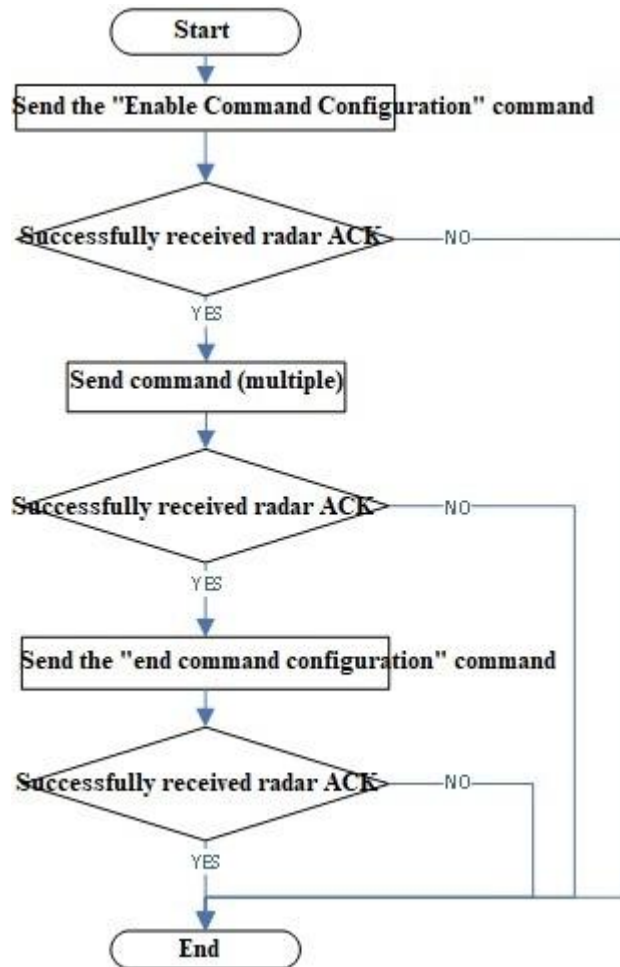 Start
Send the "Enable Command Configuration" command
Successfully received radar ACK
NO
YES
Send command (multiple)
Successfully received radar ACK
NO
YES
Send the "end command configuration" command
Successfully received radar ACK
NO
YES
End